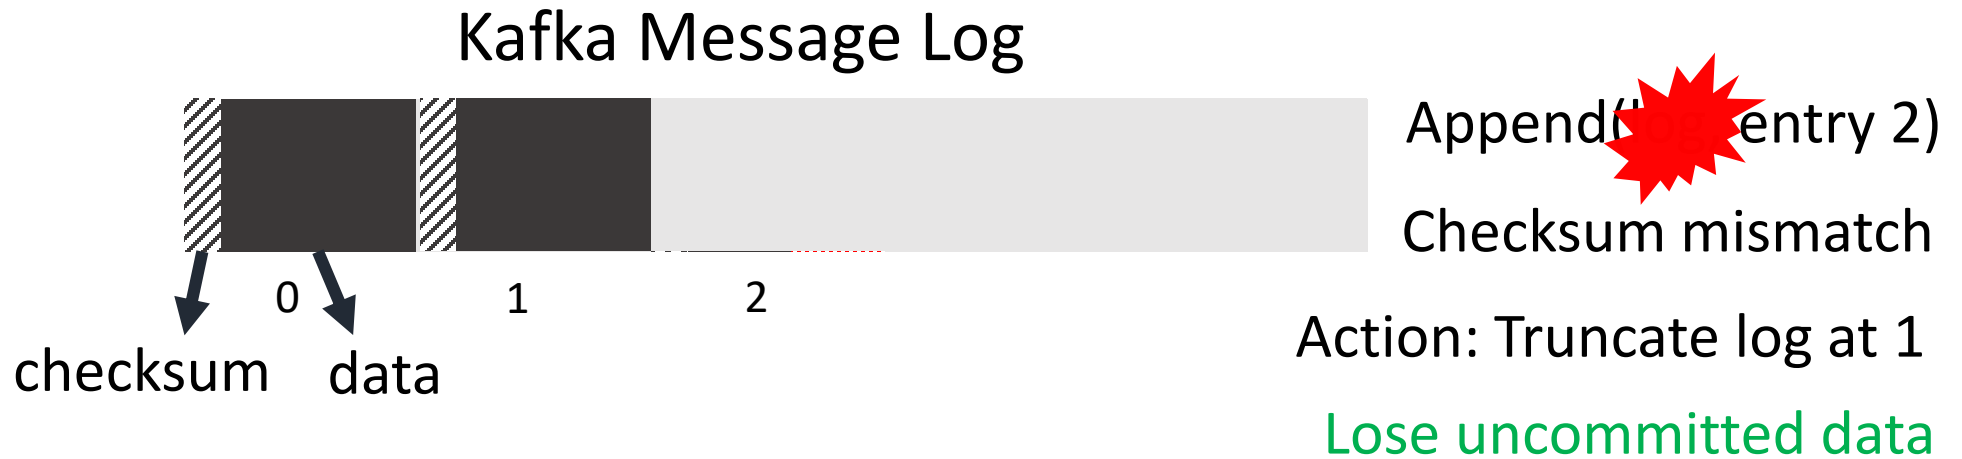 Kafka Message Log
Append( entry 2)
Checksum mismatch
0
1
2
Action: Truncate log at 1
checksum
data
Lose uncommitted data